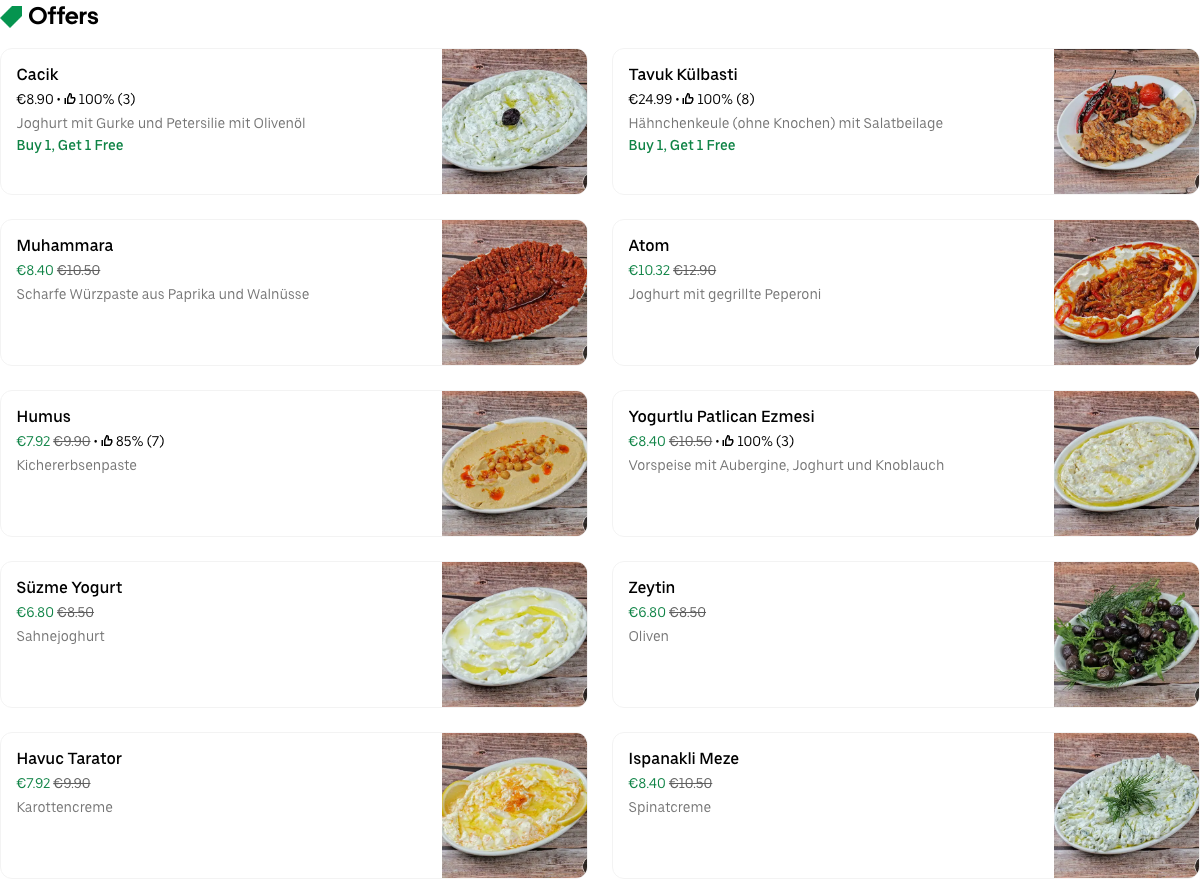 Offers
Cacik
€8.90 • 100% (3)
Joghurt mit Gurke und Petersilie mit Olivenöl
Buy 1, Get 1 Free
Tavuk Külbasti
€24.99 • 100% (8)
Hähnchenkeule (ohne Knochen) mit Salatbeilage
Buy 1, Get 1 Free
Muhammara
€8.40 €10.50
Scharfe Würzpaste aus Paprika und Walnüsse
Atom
€10.32 €12.90
Joghurt mit gegrillte Peperoni
Humus
€7.92 €9.90 • 85% (7)
Kichererbsenpaste
Yogurtlu Patlican Ezmesi
€8.40 €10.50 • 100% (3)
Vorspeise mit Aubergine, Joghurt und Knoblauch
Süzme Yogurt
€6.80 €8.50
Sahnejoghurt
Zeytin
€6.80 €8.50
Oliven
Havuc Tarator
€7.92 €9.90
Karottencreme
Ispanakli Meze
€8.40 €10.50
Spinatcreme